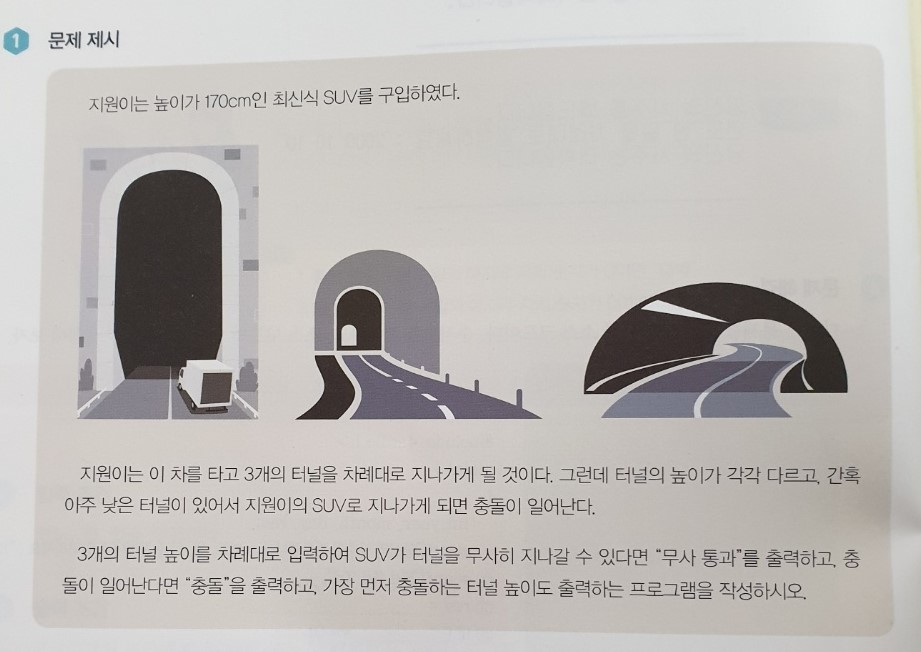 1 문제 제시
지원이는 높이가 170cm인 최신식 SUV를 구입하였다.
지원이는 이 차를 타고 3개의 터널을 차례대로 지나가게 될 것이다. 그런데 터널의 높이가 각각 다르고, 간혹
아주 낮은 터널이 있어서 지원이의 SUV로 지나가게 되면 충돌이 일어난다.
3개의 터널 높이를 차례대로 입력하여 SUV가 터널을 무사히 지나갈 수 있다면 “무사 통과”를 출력하고, 충
돌이 일어난다면 “충돌”을 출력하고, 가장 먼저 충돌하는 터널 높이도 출력하는 프로그램을 작성하시오.